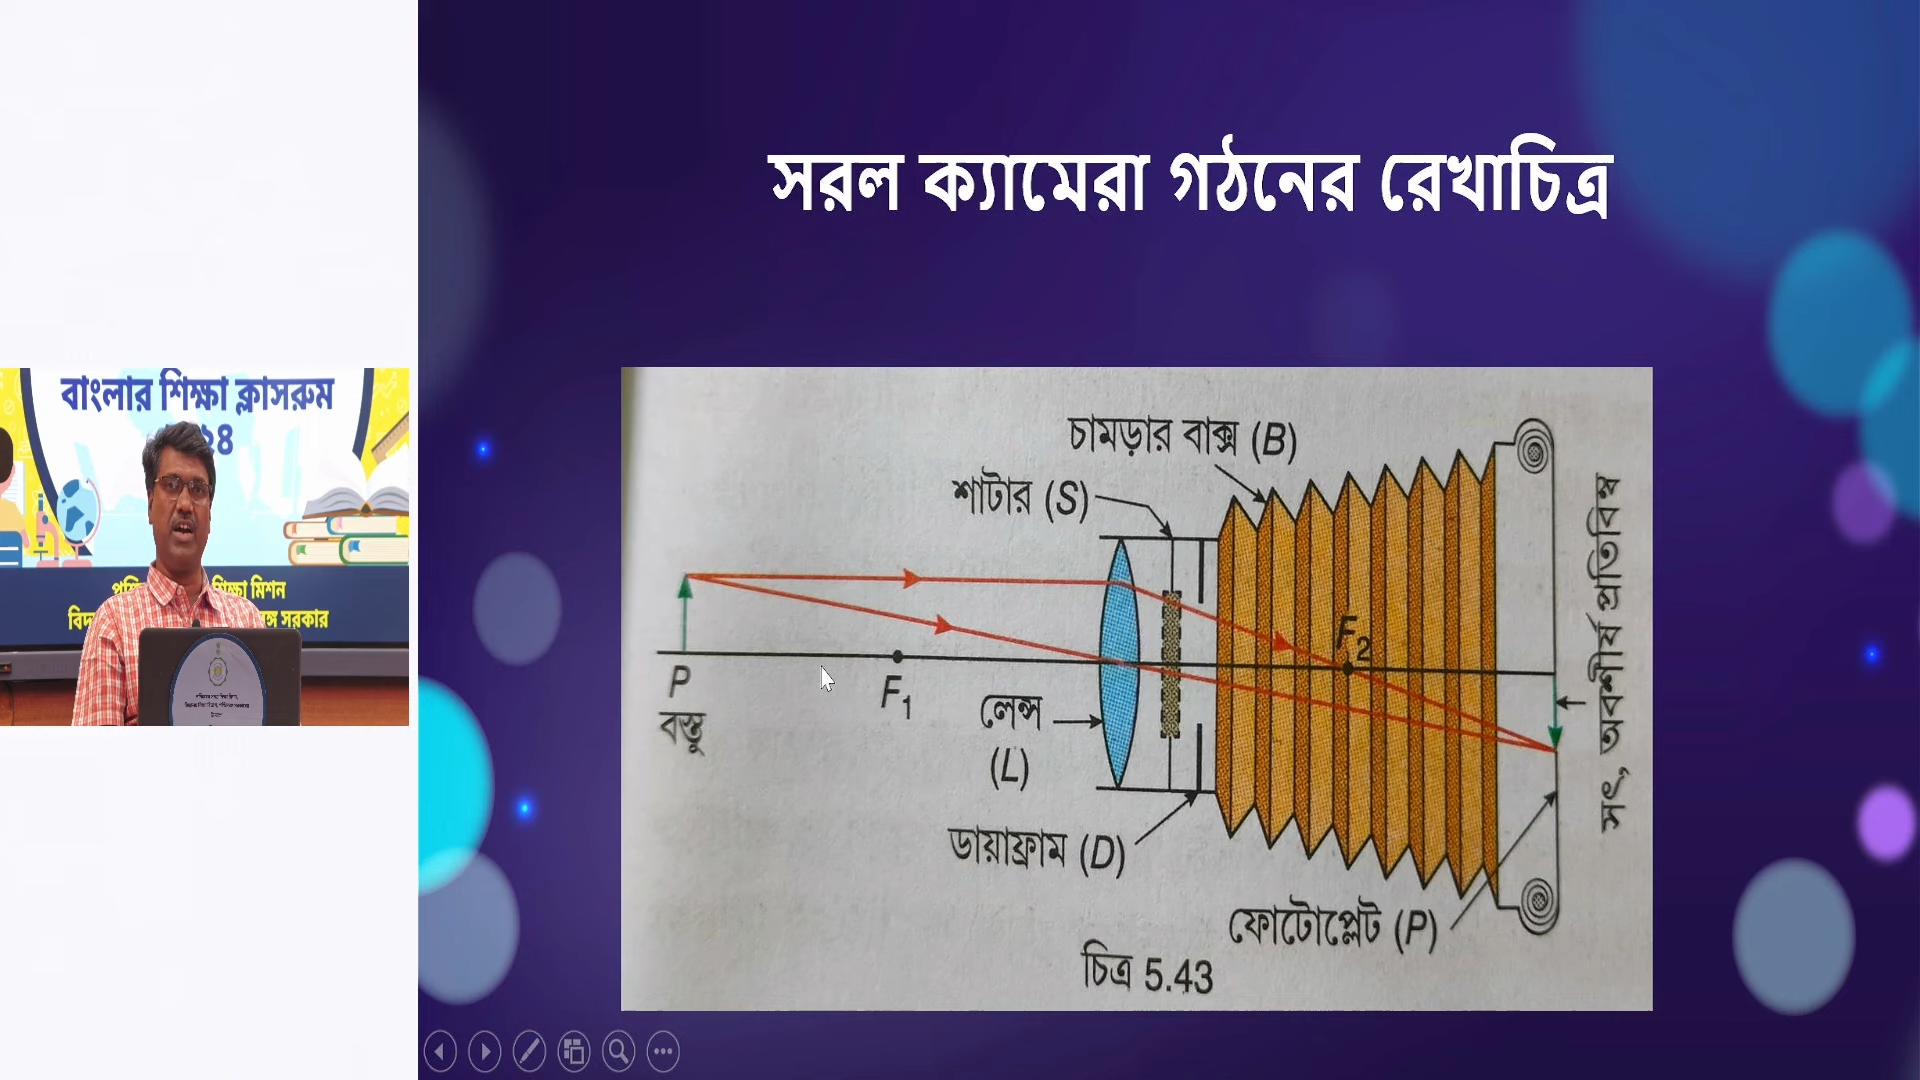 সরল ক্যামেরা গঠনের রেখাচিত্র
বাংলার শিক্ষা ক্লাসরুম
২৪
শিক্ষা মিশন
সরকার
চামড়ার বাক্স (B)
শাটার (S)
F₂
P
বস্তু
F₁
লেন্স
(L)
ডায়াফ্রাম (D)
ফোটোপ্লেট (P)
সৎ, অবশীর্ষ প্রতিবিম্ব
চিত্র 5.43